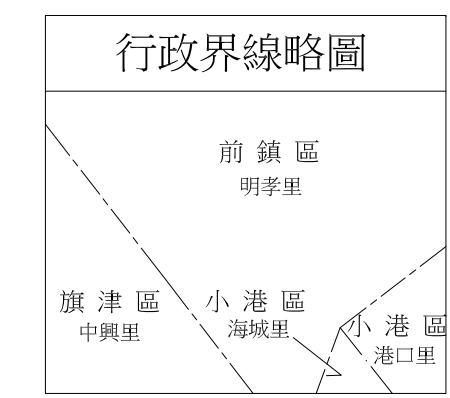 行政界線略圖
前鎮區
明孝里
旗津區
中興里
小港區
海城里
小港區
港口里